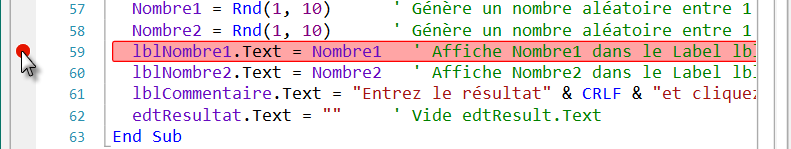 57 Nombre1 = Rnd(1, 10) ' Génère un nombre aléatoire entre 1
58 Nombre2 = Rnd(1, 10) ' Génère un nombre aléatoire entre 1
59 lblNombre1.Text = Nombre1 ' Affiche Nombre1 dans le Label lbl
60 lblNombre2.Text = Nombre2 ' Affiche Nombre2 dans le Label lbl
61 lblCommentaire.Text = "Entrez le résultat" & CRLF & "et cliquez
62 edtResultat.Text = "" ' Vide edtResult.Text
63 End Sub